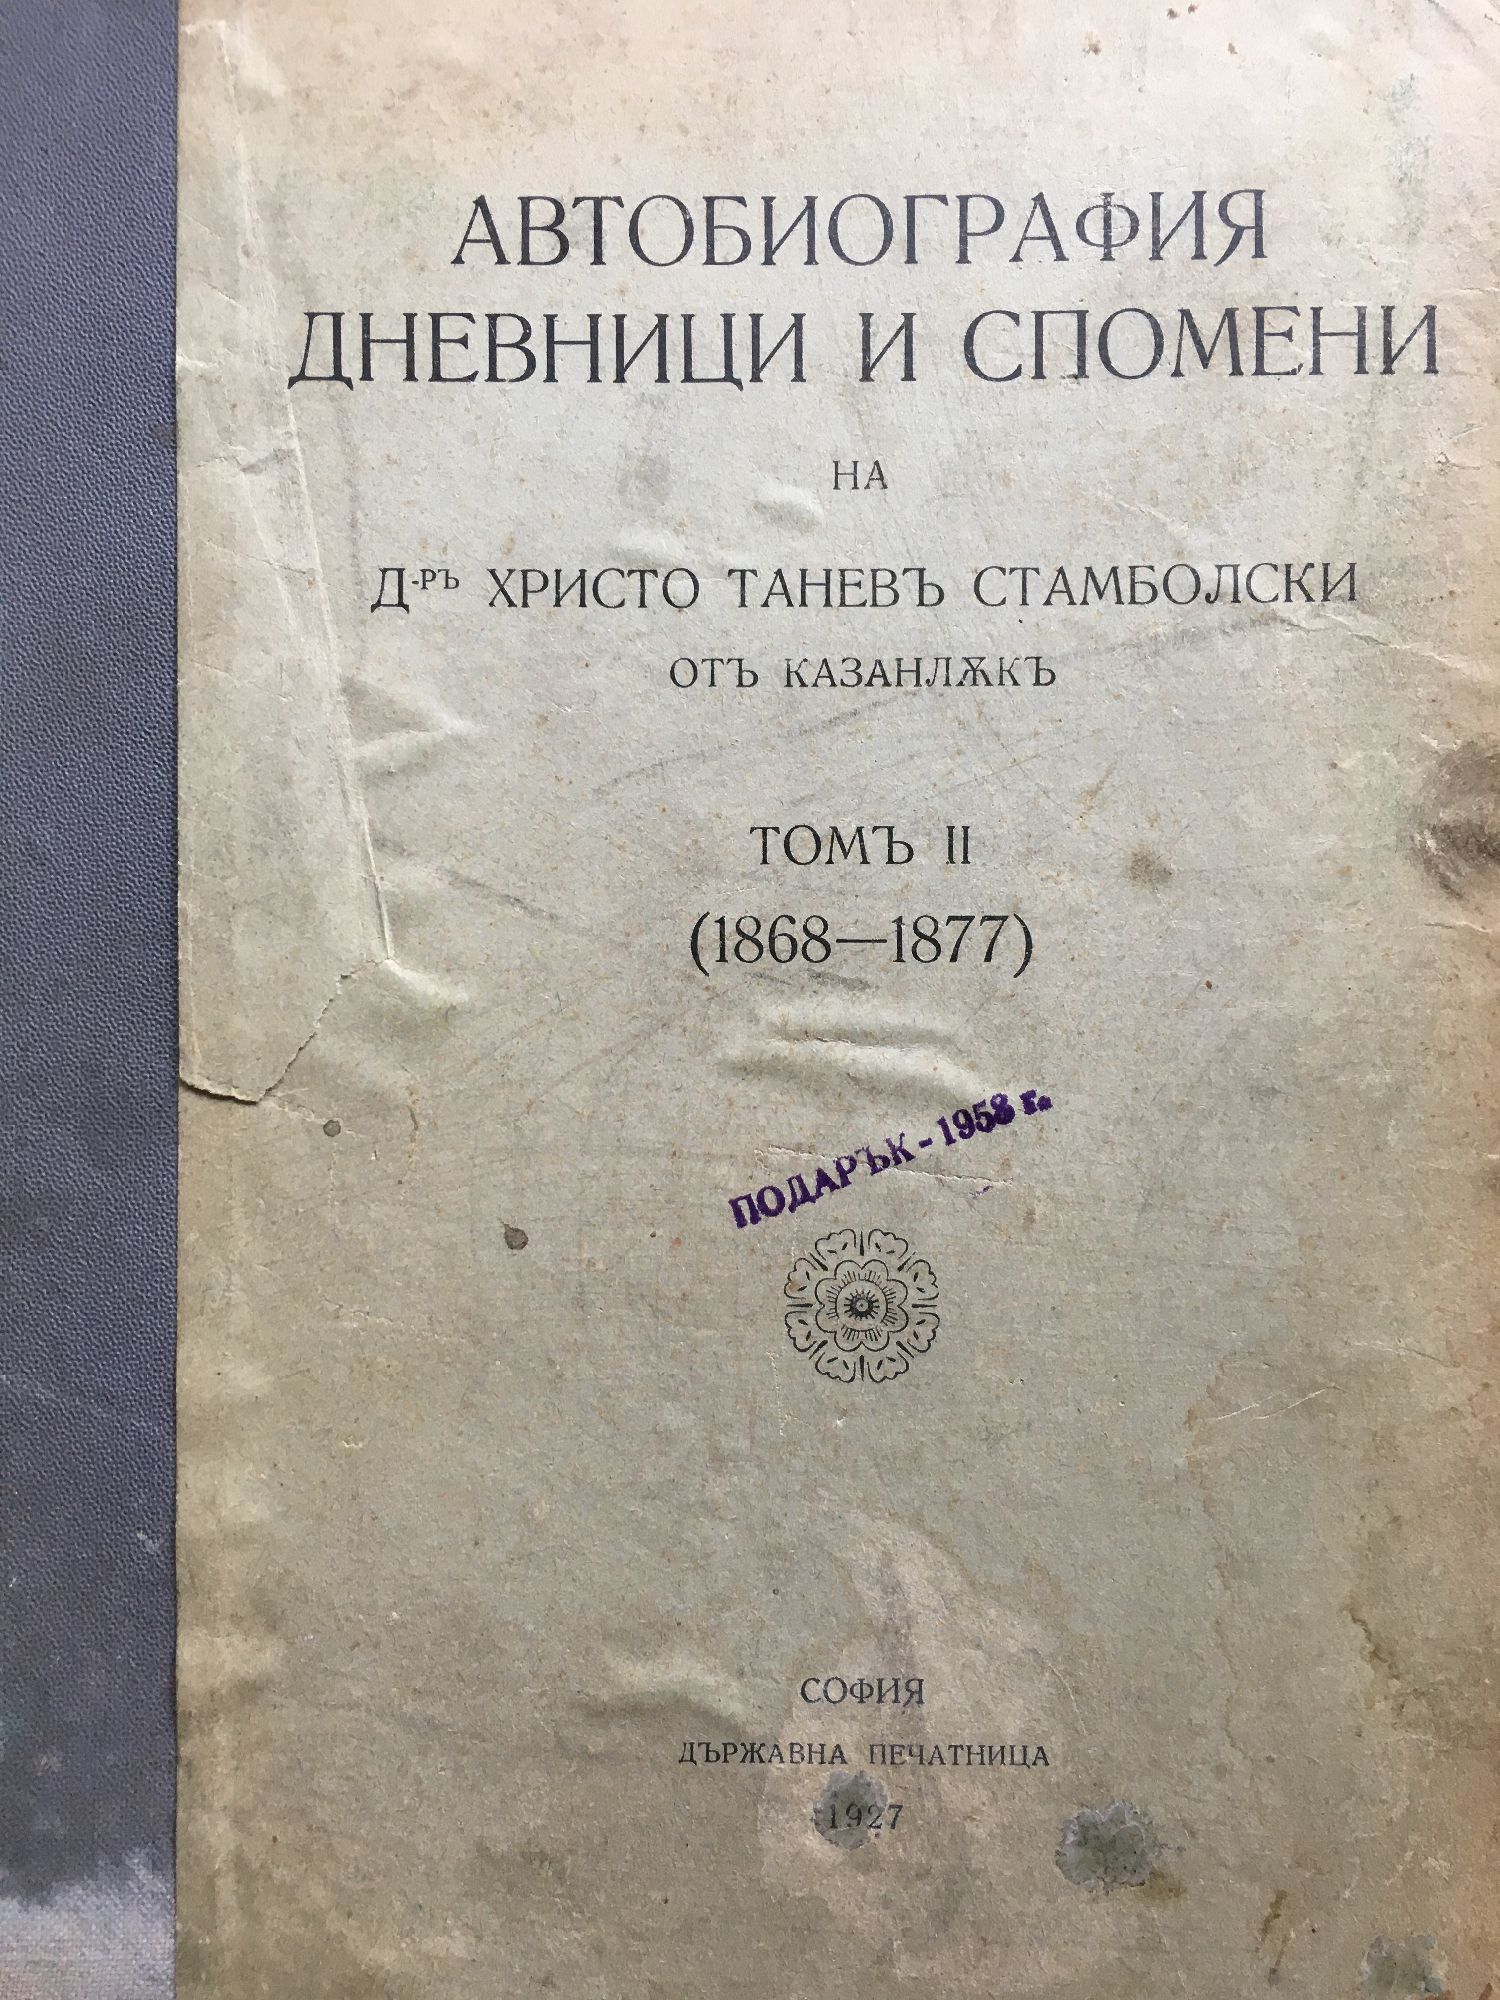 АВТОБИОГРАФИЯ
ДНЕВНИЦИ И СПОМЕНИ
НА
Д-РЪ ХРИСТО ТАНЕВЪ СТАМБОЛСКИ
ОТЪ КАЗАНЛѪКЪ
ТОМЪ II
(1868—1877)
ПОДАРЪК - 1958 г.
СОФИЯ
ДЪРЖАВНА ПЕЧАТНИЦА
1927